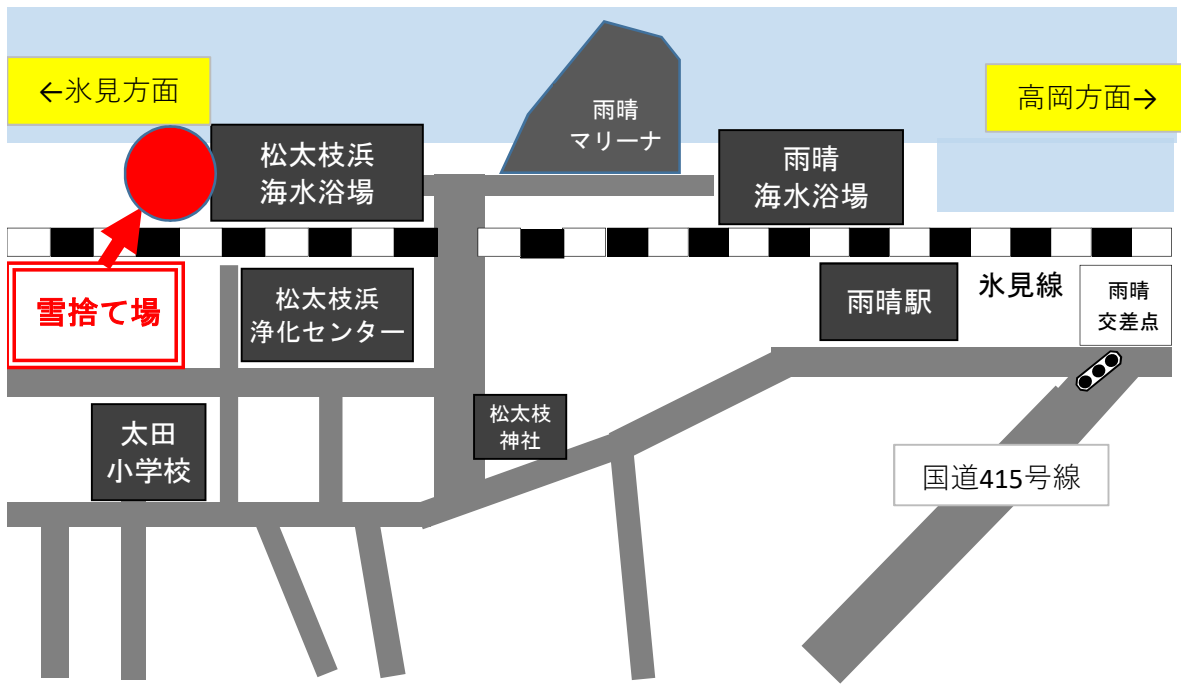 ←氷見方面
高岡方面→
雨晴
マリーナ
松太枝浜
海水浴場
雨晴
海水浴場
雪捨て場
松太枝浜
浄化センター
雨晴駅
氷見線
雨晴
交差点
太田
小学校
松太枝
神社
国道415号線